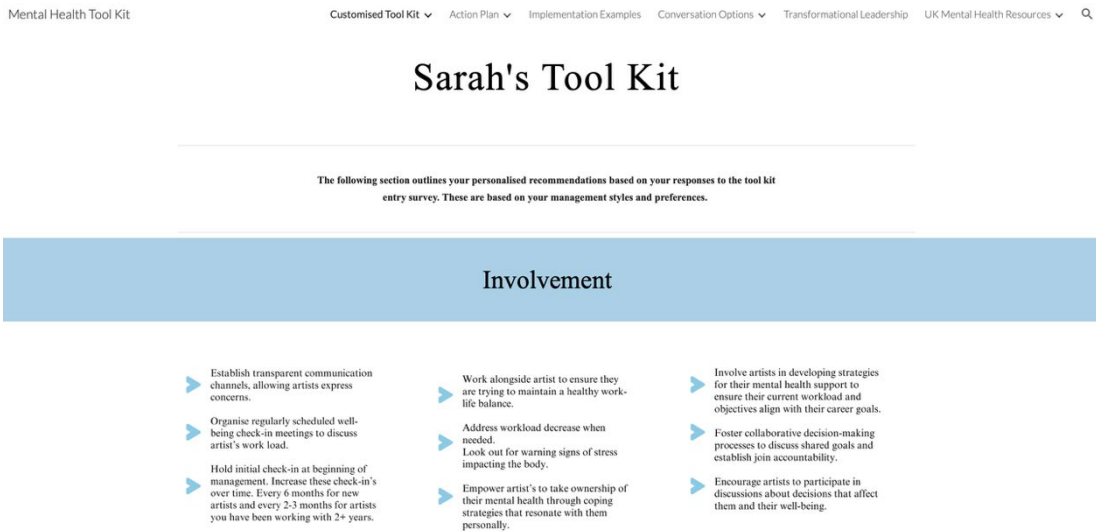 Mental Health Tool Kit
Customised Tool Kit
Action Plan
Implementation Examples
Conversation Options
Transformational Leadership
UK Mental Health Resources
Sarah's Tool Kit
The following section outlines your personalised recommendations based on your responses to the tool kit
entry survey. These are based on your management styles and preferences.
Involvement
Establish transparent communication
channels, allowing artists express
concerns.
Organise regularly scheduled well-
being check-in meetings to discuss
artist's work load.
Hold initial check-in at beginning of
management. Increase these check-in's
over time. Every 6 months for new
artists and every 2-3 months for artists
you have been working with 2+ years.
Work alongside artist to ensure they
are trying to maintain a healthy work-
life balance.
Address workload decrease when
needed.
Look out for warning signs of stress
impacting the body.
Empower artist's to take ownership of
their mental health through coping
strategies that resonate with them
personally.
Involve artists in developing strategies
for their mental health support to
ensure their current workload and
objectives align with their career goals.
Foster collaborative decision-making
processes to discuss shared goals and
establish join accountability.
Encourage artists to participate in
discussions about decisions that affect
them and their well-being.